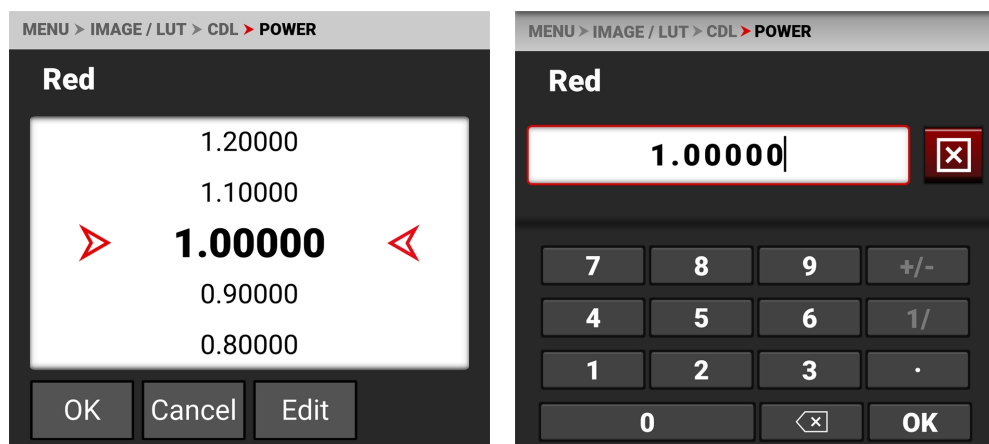 MENU > IMAGE / LUT > CDL > POWER
Red
1.20000
1.10000
1.00000
0.90000
0.80000
OK Cancel Edit
MENU > IMAGE / LUT > CDL > POWER
Red
1.00000
7 8 9 +/-
4 5 6 1/
1 2 3 .
0 OK